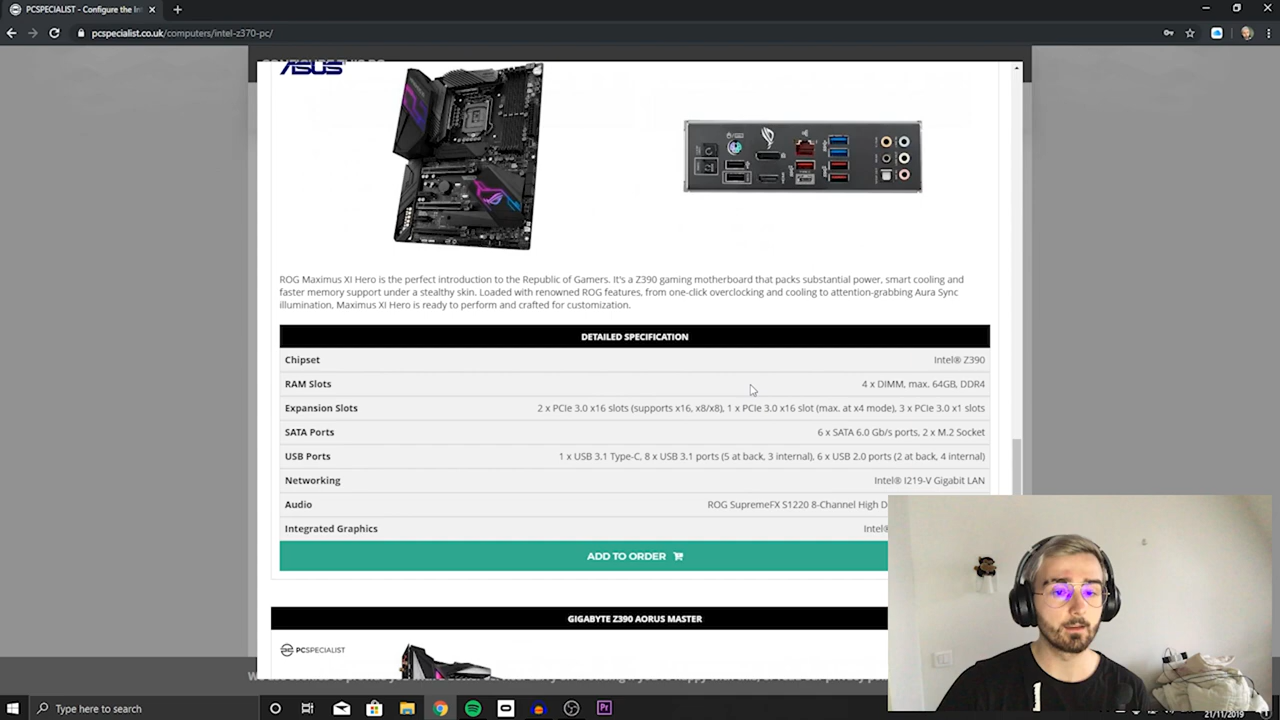 PCSPECIALIST - Configure the In
pcspecialist.co.uk/computers/intel-z370-pc/
ASUS
ROG Maximus XI Hero is the perfect introduction to the Republic of Gamers. It's a Z390 gaming motherboard that packs substantial power, smart cooling and
faster memory support under a stealthy skin. Loaded with renowned ROG features, from one-click overclocking and cooling to attention-grabbing Aura Sync
illumination, Maximus XI Hero is ready to perform and crafted for customization.
DETAILED SPECIFICATION
Chipset Intel® Z390
RAM Slots 4 x DIMM, max. 64GB, DDR4
Expansion Slots 2 x PCIe 3.0 x16 slots (supports x16, x8/x8), 1 x PCIe 3.0 x16 slot (max. at x4 mode), 3 x PCIe 3.0 x1 slots
SATA Ports 6 x SATA 6.0 Gb/s ports, 2 x M.2 Socket
USB Ports 1 x USB 3.1 Type-C, 8 x USB 3.1 ports (5 at back, 3 internal), 6 x USB 2.0 ports (2 at back, 4 internal)
Networking Intel® I219-V Gigabit LAN
Audio ROG SupremeFX S1220 8-Channel High D
Integrated Graphics Intel®
ADD TO ORDER
GIGABYTE Z390 AORUS MASTER
PCSPECIALIST
Type here to search
Pr
21/11/2019